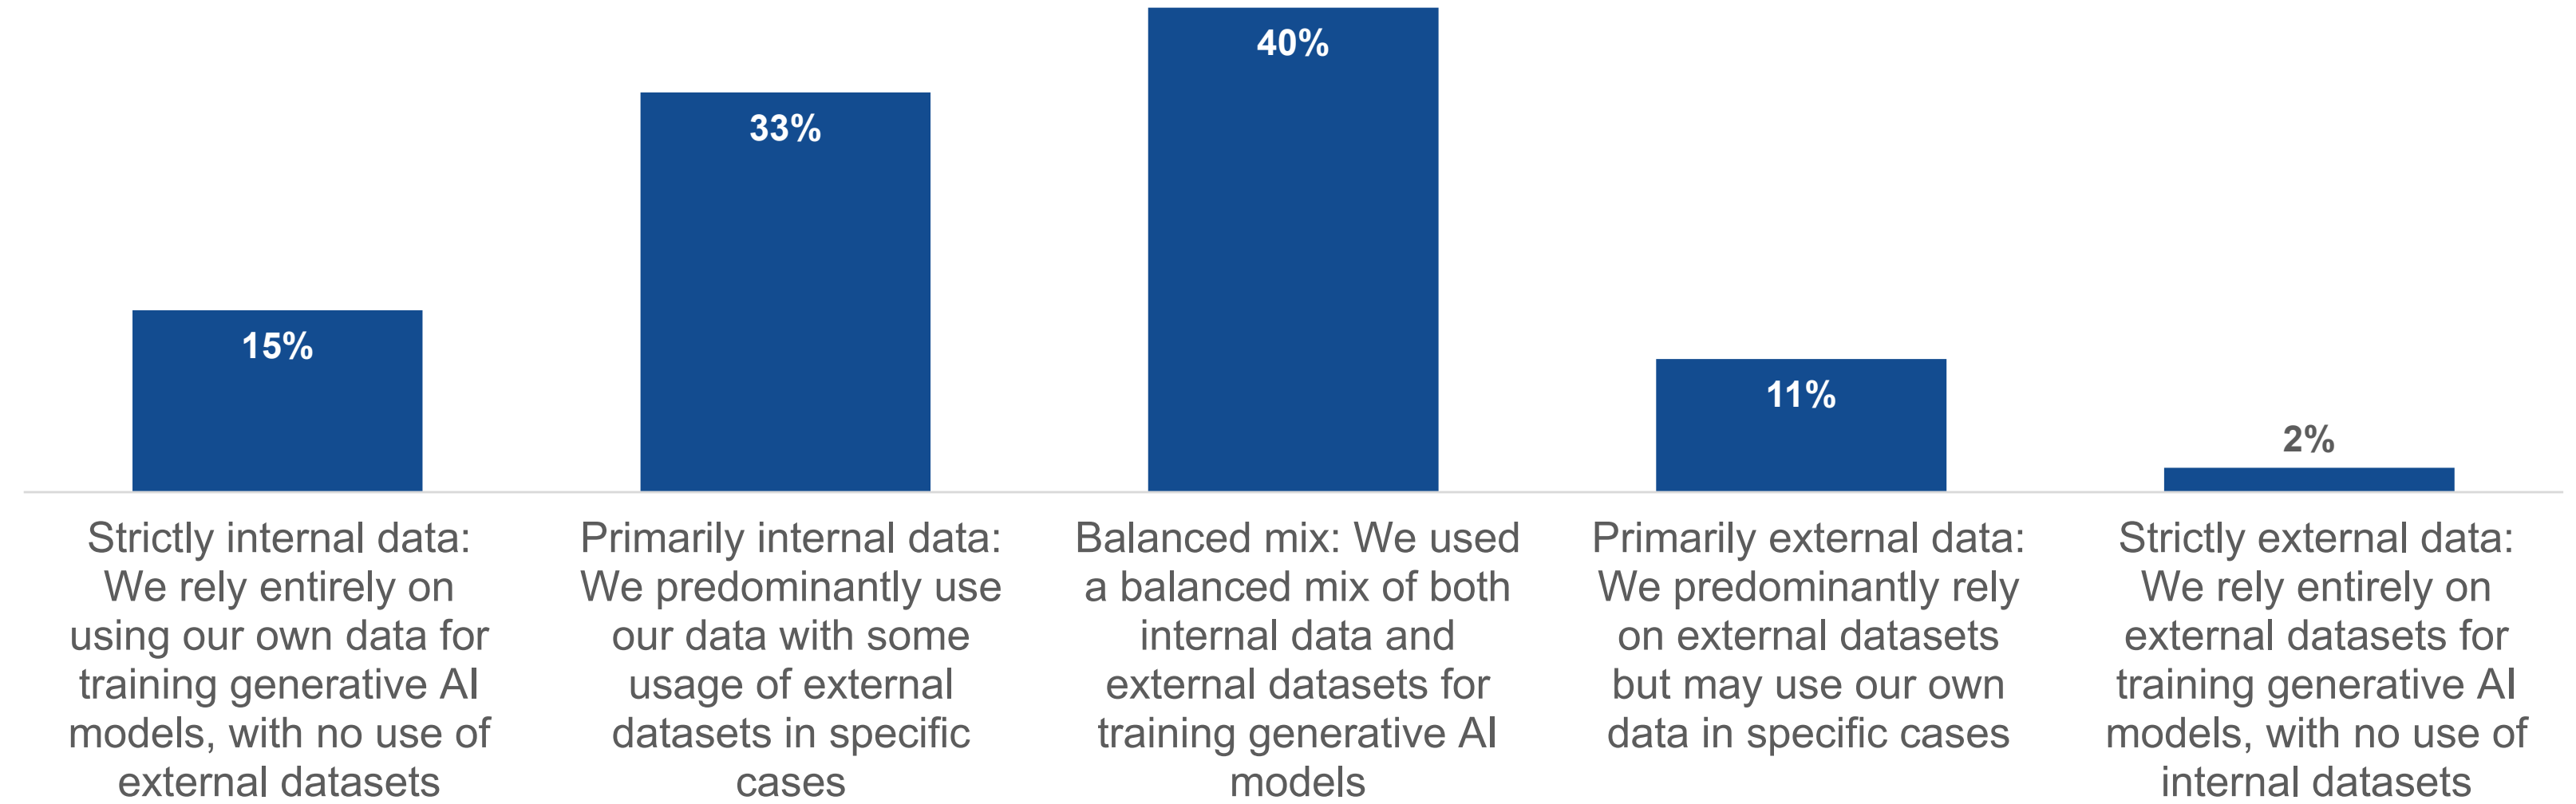 40%
33%
15%
11%
2%
Strictly internal data:
We rely entirely on
using our own data for
training generative AI
models, with no use of
external datasets
Primarily internal data:
We predominantly use
our data with some
usage of external
datasets in specific
cases
Balanced mix: We used
a balanced mix of both
internal data and
external datasets for
training generative AI
models
Primarily external data:
We predominantly rely
on external datasets
but may use our own
data in specific cases
Strictly external data:
We rely entirely on
external datasets for
training generative AI
models, with no use of
internal datasets